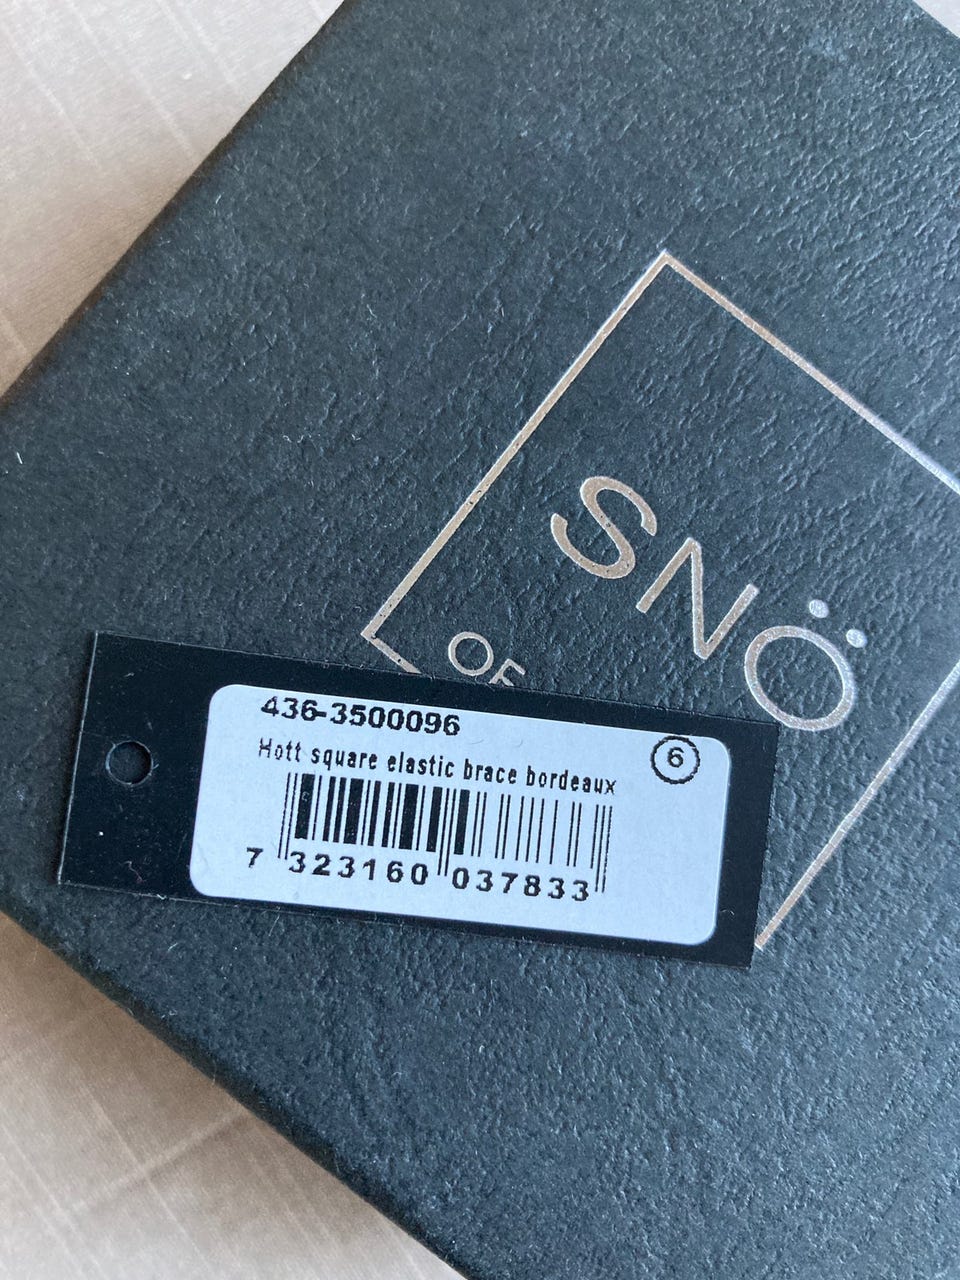 SNÖ
OF
436-3500096
6
Hott square elastic brace bordeaux
7 323160 037833